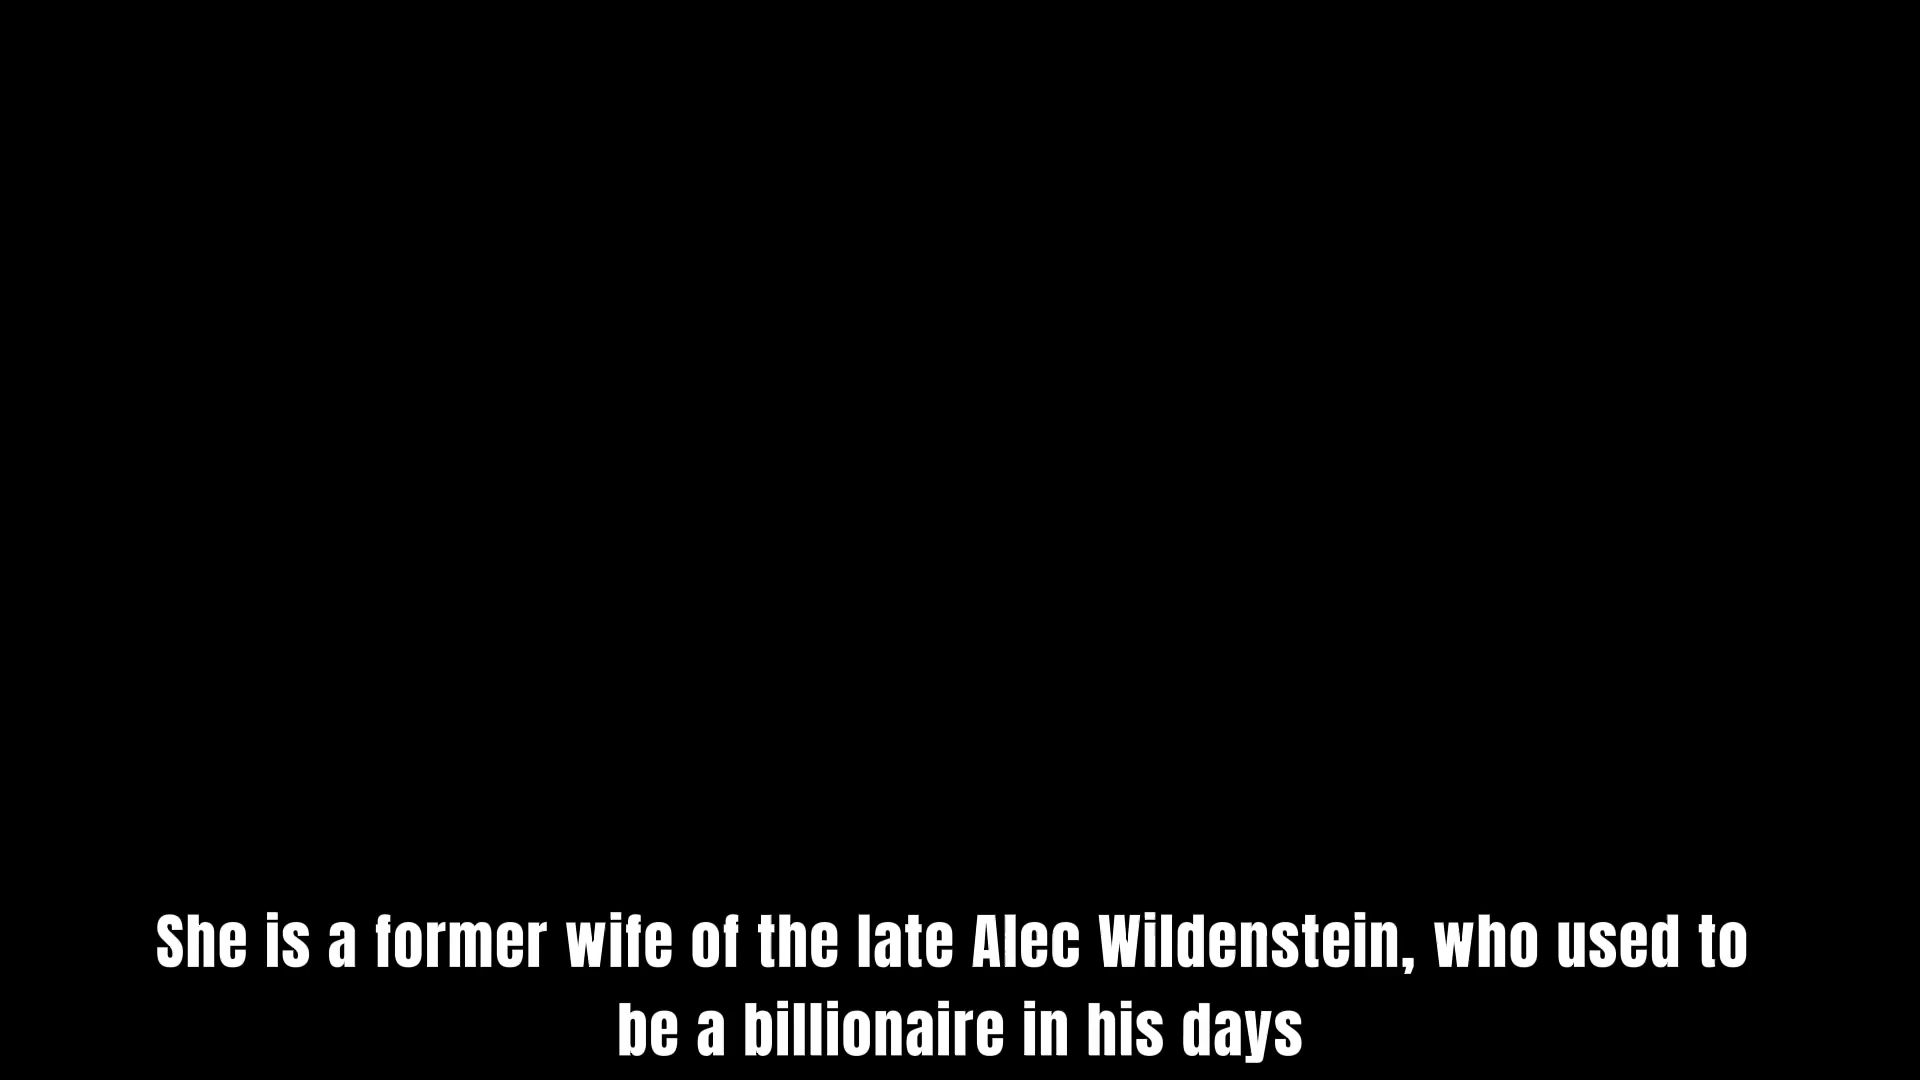 She is a former wife of the late Alec Wildenstein, who used to
be a billionaire in his days